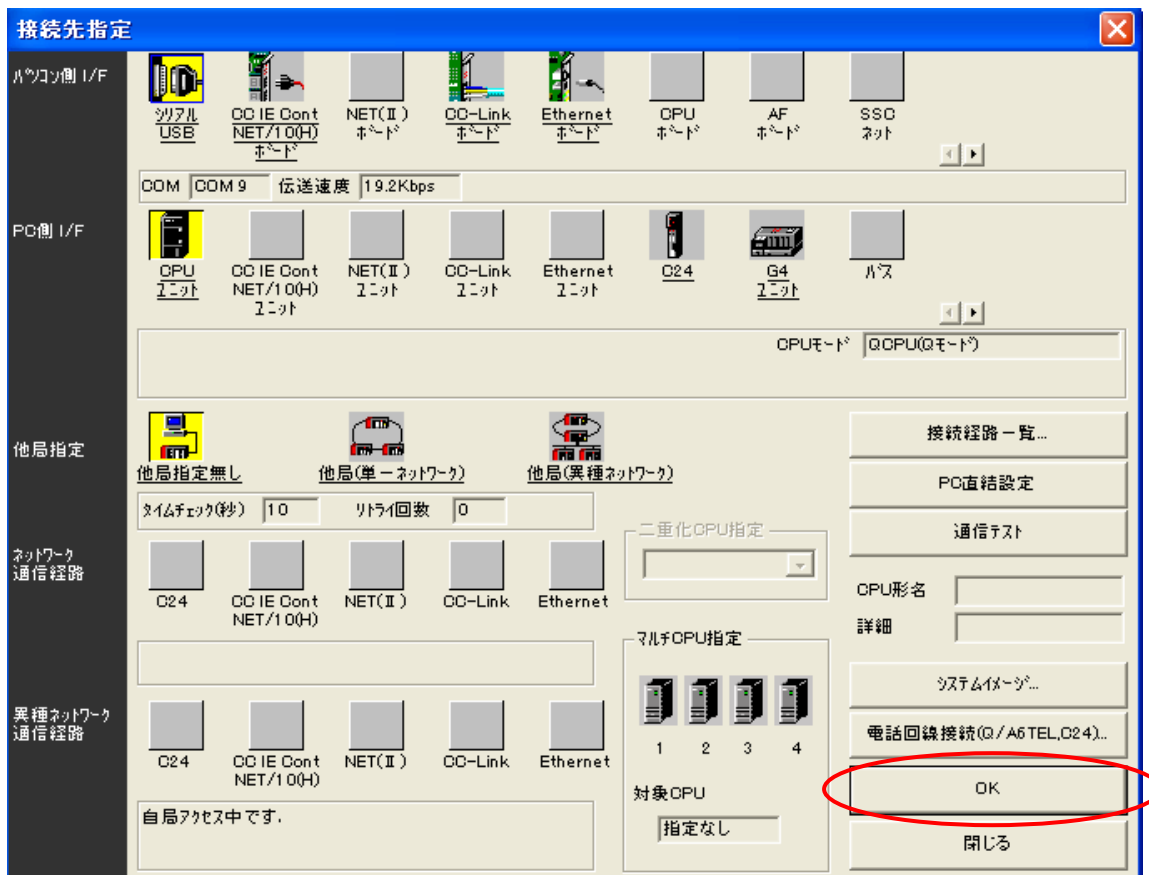 接続先指定
ﾊﾟｿｺﾝ側 I/F
ｼﾘｱﾙ
USB
CC IE Cont
NET/10(H)
ﾎﾞｰﾄﾞ
NET(Ⅱ)
ﾎﾞｰﾄﾞ
CC-Link
ﾎﾞｰﾄﾞ
Ethernet
ﾎﾞｰﾄﾞ
CPU
ﾎﾞｰﾄﾞ
AF
ﾎﾞｰﾄﾞ
SSC
ﾈｯﾄ
COM COM 9 伝送速度 19.2Kbps
PC側 I/F
CPU
ﾕﾆｯﾄ
CC IE Cont
NET/10(H)
ﾕﾆｯﾄ
NET(Ⅱ)
ﾕﾆｯﾄ
CC-Link
ﾕﾆｯﾄ
Ethernet
ﾕﾆｯﾄ
C24
G4
ﾕﾆｯﾄ
ﾊﾞｽ
CPUﾓｰﾄﾞ QCPU(Qﾓｰﾄﾞ)
他局指定
他局指定無し
他局(単一ﾈｯﾄﾜｰｸ)
他局(異種ﾈｯﾄﾜｰｸ)
ﾀｲﾑﾁｪｯｸ(秒) 10 ﾘﾄﾗｲ回数 0
接続経路一覧...
PC直結設定
通信ﾃｽﾄ
二重化CPU指定
ﾈｯﾄﾜｰｸ
通信経路
C24
CC IE Cont
NET/10(H)
NET(Ⅱ)
CC-Link
Ethernet
CPU形名
詳細
ﾏﾙﾁCPU指定
1 2 3 4
対象CPU
指定なし
ｼｽﾃﾑｲﾒｰｼﾞ...
電話回線接続(Q/A6TEL,C24)...
OK
閉じる
異種ﾈｯﾄﾜｰｸ
通信経路
C24
CC IE Cont
NET/10(H)
NET(Ⅱ)
CC-Link
Ethernet
自局ｱｸｾｽ中です.